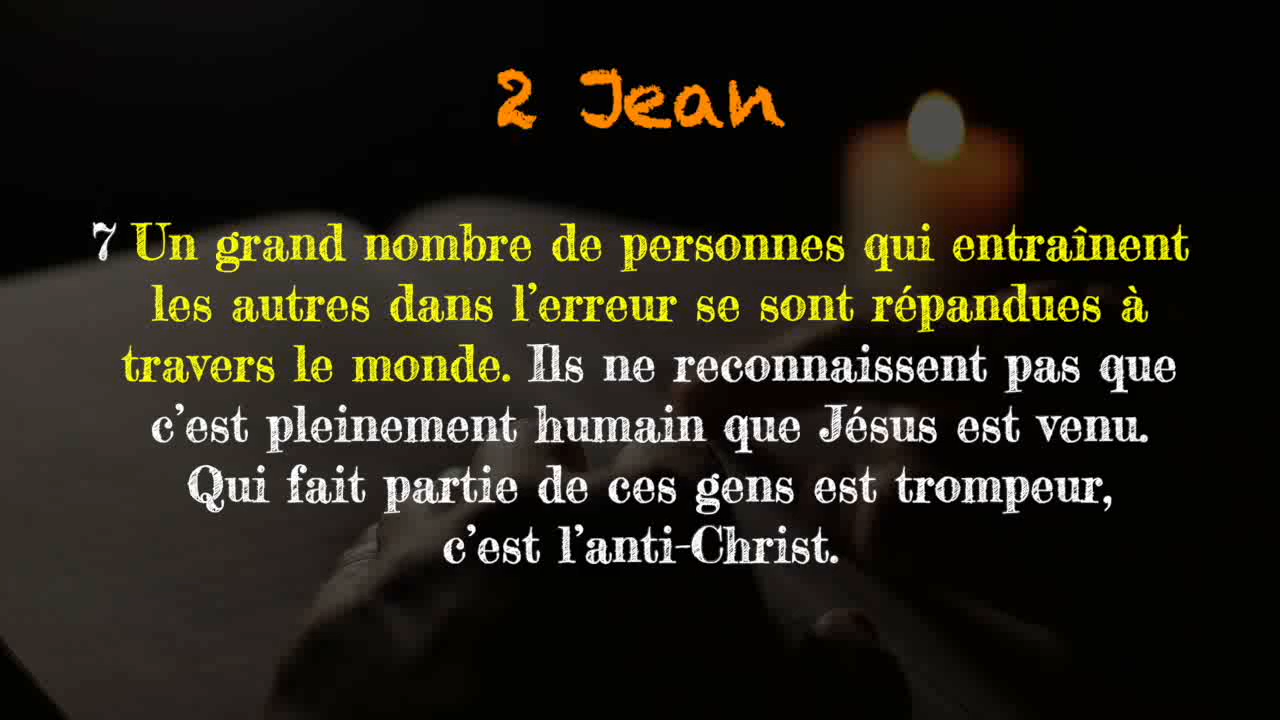 2 Jean
7 Un grand nombre de personnes qui entraînent
les autres dans l’erreur se sont répandues à
travers le monde. Ils ne reconnaissent pas que
c’est pleinement humain que Jésus est venu.
Qui fait partie de ces gens est trompeur,
c’est l’anti-Christ.